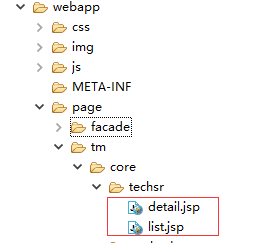 webapp
css
img
js
META-INF
page
facade
tm
core
techsr
detail.jsp
list.jsp